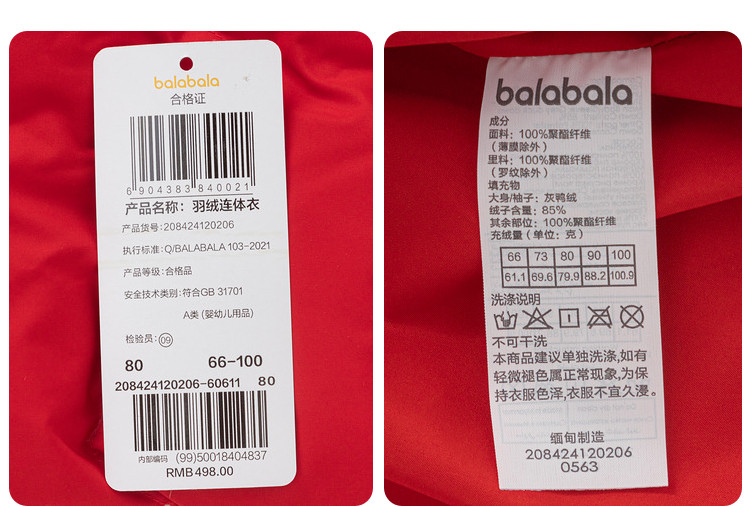 balabala
合格证
6 904383 840021
产品名称：羽绒连体衣
产品货号：208424120206
执行标准：Q/BALABALA 103-2021
产品等级：合格品
安全技术类别：符合GB 31701
A类（婴幼儿用品）
检验员：09
80 66-100
208424120206-60611 80
内部编码 (99)50018404837
RMB498.00
balabala
成分
面料：100%聚酯纤维
（薄膜除外）
里料：100%聚酯纤维
（罗纹除外）
填充物
大身/袖子：灰鸭绒
绒子含量：85%
其余部位：100%聚酯纤维
充绒量（单位：克）
66 73 80 90 100
61.1 69.6 79.9 88.2 100.9
洗涤说明
不可干洗
本商品建议单独洗涤,如有
轻微褪色属正常现象,为保
持衣服色泽,衣服不宜久浸。
缅甸制造
208424120206
0563